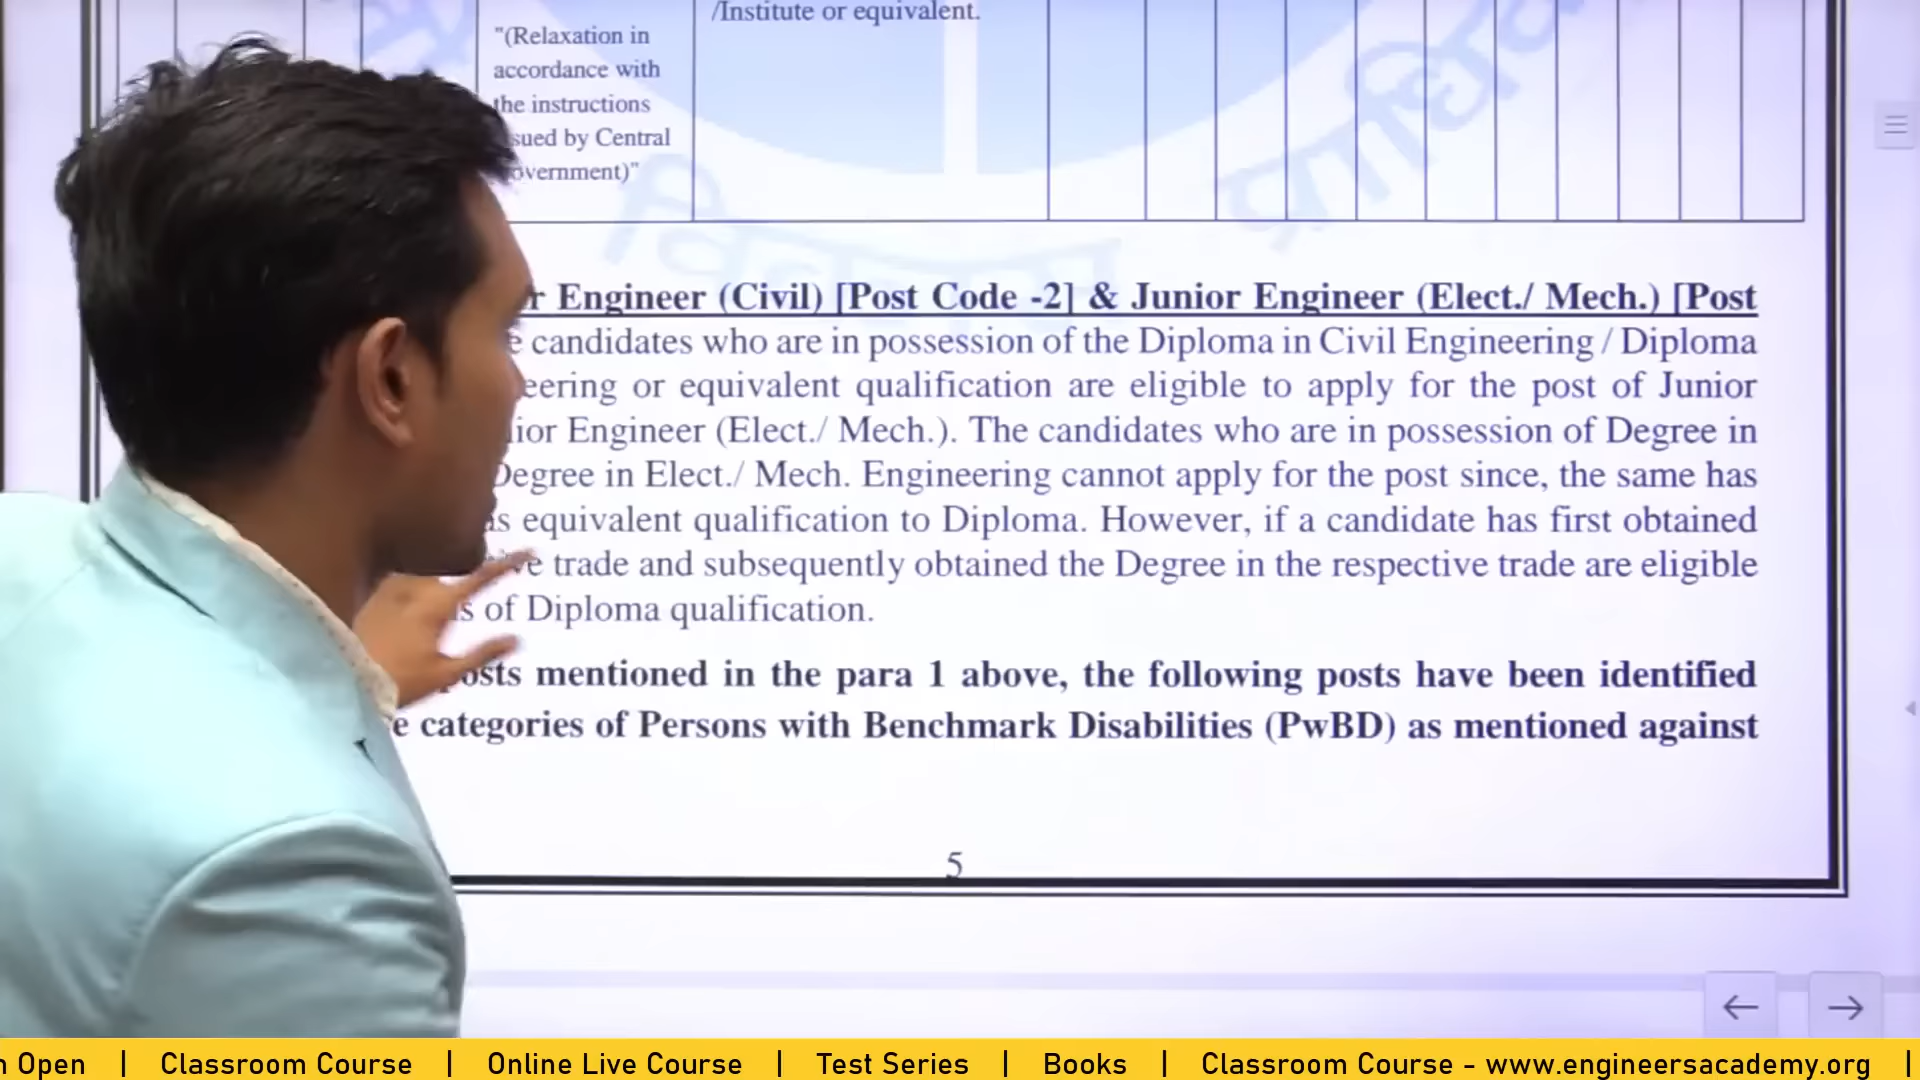 /Institute or equivalent.
"(Relaxation in
accordance with
the instructions
sued by Central
overnment)"
r Engineer (Civil) [Post Code -2] & Junior Engineer (Elect./ Mech.) [Post
e candidates who are in possession of the Diploma in Civil Engineering / Diploma
eering or equivalent qualification are eligible to apply for the post of Junior
ior Engineer (Elect./ Mech.). The candidates who are in possession of Degree in
Degree in Elect./ Mech. Engineering cannot apply for the post since, the same has
as equivalent qualification to Diploma. However, if a candidate has first obtained
ve trade and subsequently obtained the Degree in the respective trade are eligible
s of Diploma qualification.
osts mentioned in the para 1 above, the following posts have been identified
e categories of Persons with Benchmark Disabilities (PwBD) as mentioned against
5
n Open | Classroom Course | Online Live Course | Test Series | Books | Classroom Course - www.engineersacademy.org |